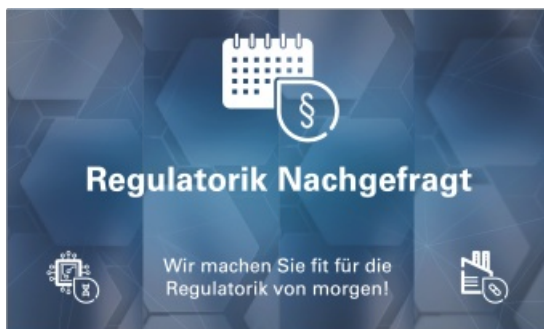 §
Regulatorik Nachgefragt
Wir machen Sie fit für die
Regulatorik von morgen!